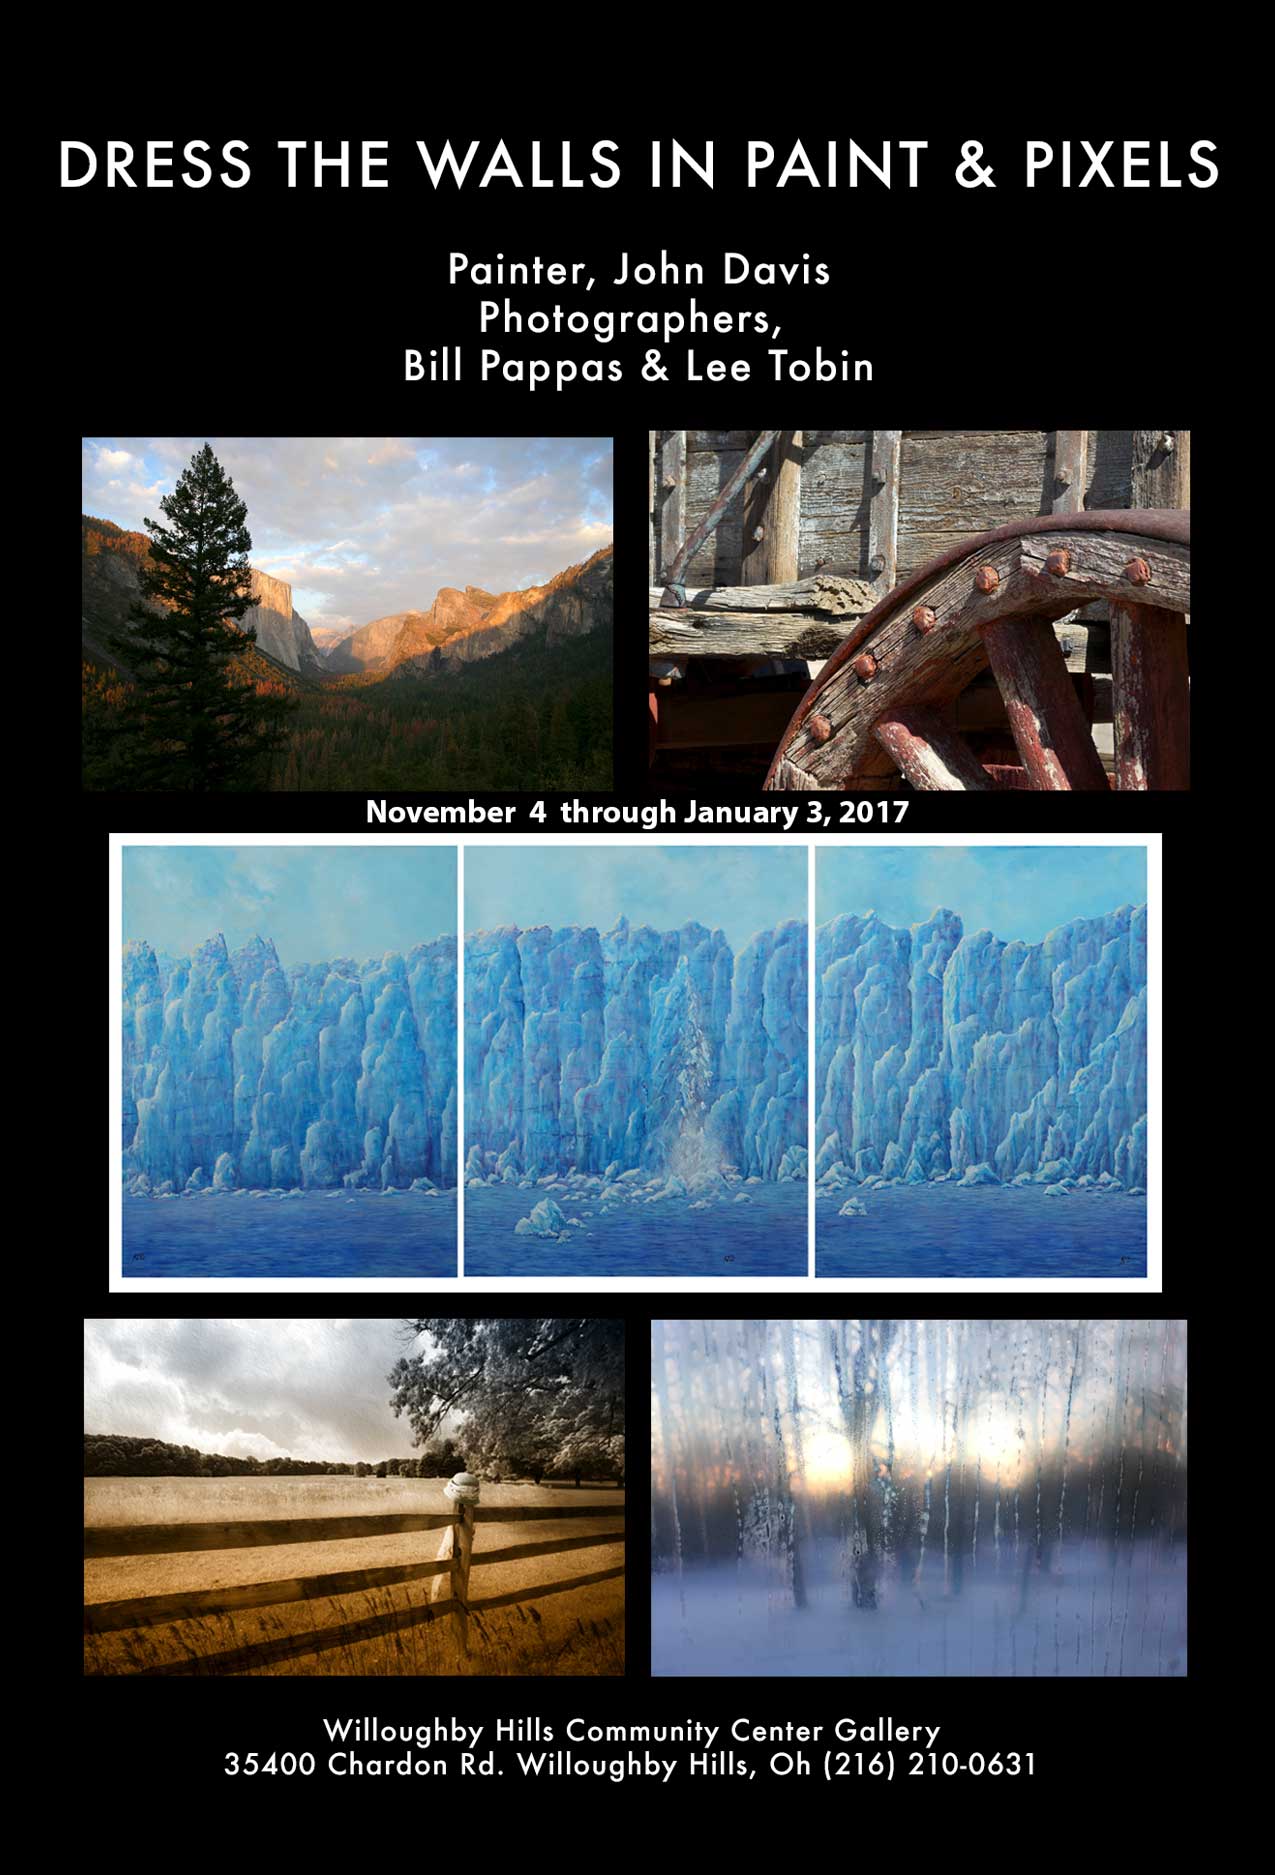 DRESS THE WALLS IN PAINT & PIXELS
Painter, John Davis
Photographers,
Bill Pappas & Lee Tobin
November 4 through January 3, 2017
Willoughby Hills Community Center Gallery
35400 Chardon Rd. Willoughby Hills, Oh (216) 210-0631